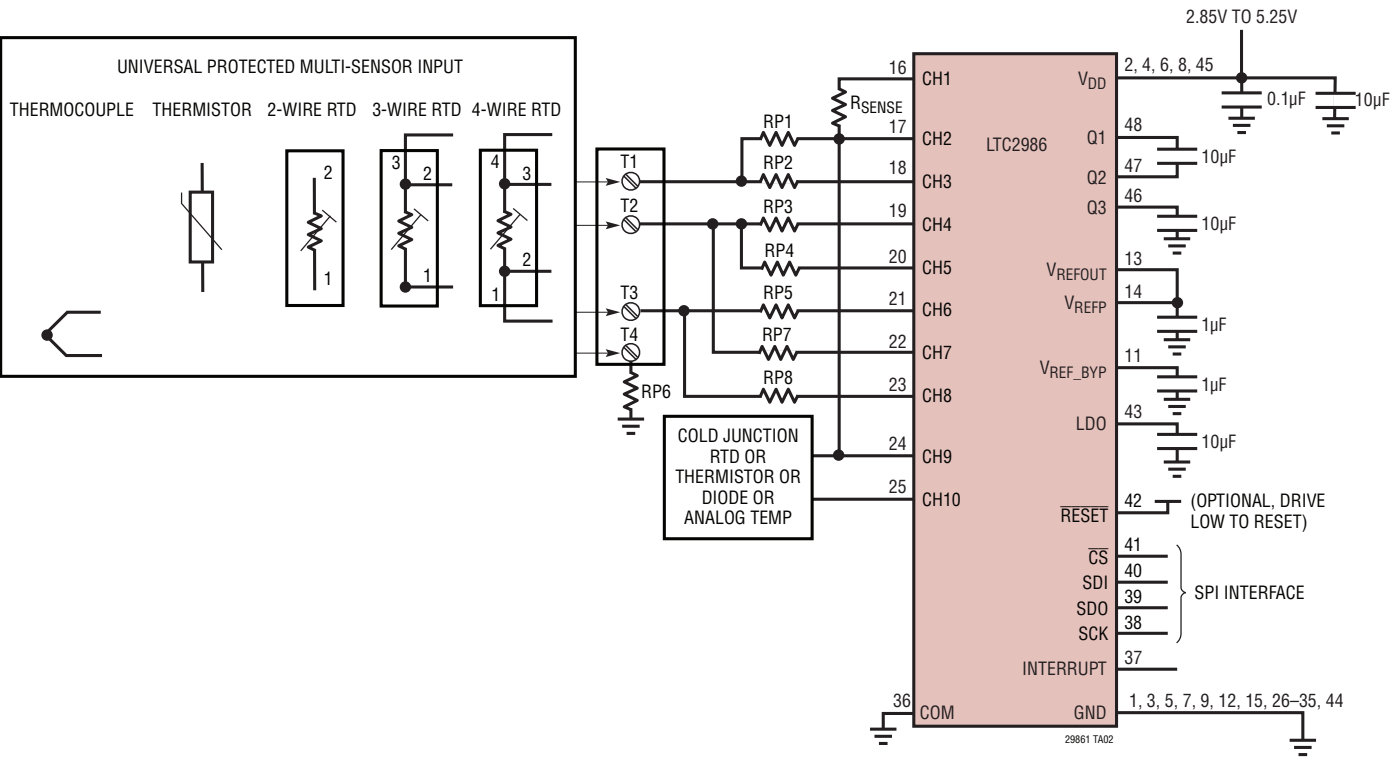 2.85V TO 5.25V
UNIVERSAL PROTECTED MULTI-SENSOR INPUT
THERMOCOUPLE THERMISTOR 2-WIRE RTD 3-WIRE RTD 4-WIRE RTD
2
1
3
2
1
4
3
2
1
T1
T2
T3
T4
RP6
RP1
RP2
RP3
RP4
RP5
RP7
RP8
RSENSE
COLD JUNCTION
RTD OR
THERMISTOR OR
DIODE OR
ANALOG TEMP
LTC2986
16 CH1
17 CH2
18 CH3
19 CH4
20 CH5
21 CH6
22 CH7
23 CH8
24 CH9
25 CH10
36 COM
VDD 2, 4, 6, 8, 45
0.1µF
10µF
Q1 48
10µF
Q2 47
Q3 46
10µF
VREFOUT 13
VREFP 14
1µF
VREF_BYP 11
1µF
LDO 43
10µF
RESET 42 (OPTIONAL, DRIVE
LOW TO RESET)
CS 41
SDI 40
SPI INTERFACE
SDO 39
SCK 38
INTERRUPT 37
GND 1, 3, 5, 7, 9, 12, 15, 26–35, 44
29861 TA02